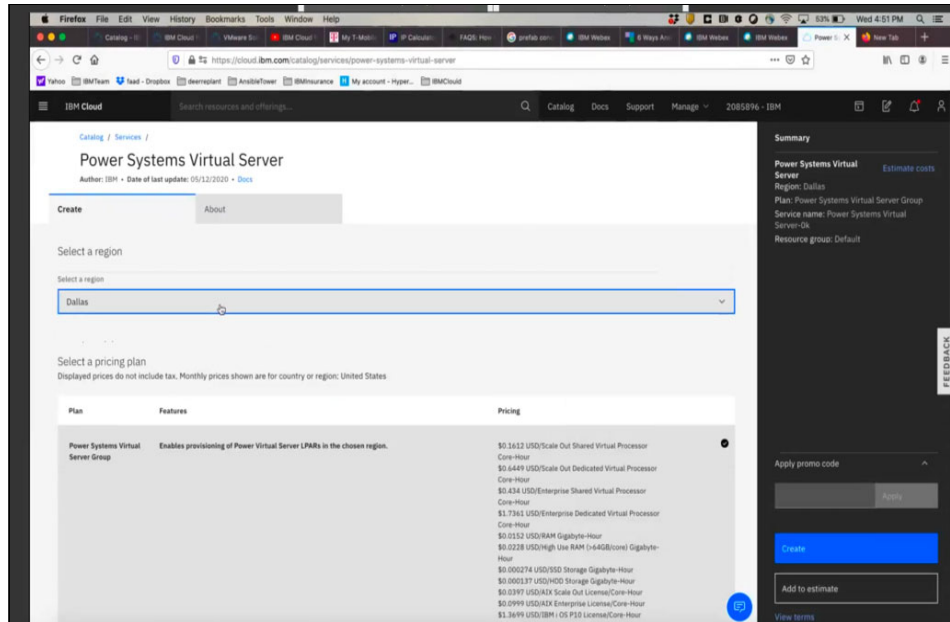 Firefox File Edit View History Bookmarks Tools Window Help
53% Wed 4:51 PM
Catalog - IB IBM Cloud VMware So IBM Cloud My T-Mobil IP IP Calculat FAQS: How prefab conc IBM Webex 6 Ways An IBM Webex IBM Webex Power S X New Tab +
https://cloud.ibm.com/catalog/services/power-systems-virtual-server
Yahoo IBMTeam faad - Dropbox deerreplant AnsibleTower IBMinsurance My account - Hyper... IBMClouid
IBM Cloud
Search resources and offerings...
Catalog Docs Support Manage 2085896 - IBM
Catalog / Services /
Power Systems Virtual Server
Author: IBM • Date of last update: 05/12/2020 • Docs
Create
About
Select a region
Select a region
Dallas
Select a pricing plan
Displayed prices do not include tax. Monthly prices shown are for country or region: United States
Plan Features Pricing
Power Systems Virtual
Server Group
Enables provisioning of Power Virtual Server LPARs in the chosen region.
$0.1612 USD/Scale Out Shared Virtual Processor
Core-Hour
$0.6449 USD/Scale Out Dedicated Virtual Processor
Core-Hour
$0.434 USD/Enterprise Shared Virtual Processor
Core-Hour
$1.7361 USD/Enterprise Dedicated Virtual Processor
Core-Hour
$0.0152 USD/RAM Gigabyte-Hour
$0.0228 USD/High Use RAM (>64GB/core) Gigabyte-
Hour
$0.000274 USD/SSD Storage Gigabyte-Hour
$0.000137 USD/HDD Storage Gigabyte-Hour
$0.0397 USD/AIX Scale Out License/Core-Hour
$0.0999 USD/AIX Enterprise License/Core-Hour
$1.3699 USD/IBM i OS P10 License/Core-Hour
Summary
Power Systems Virtual
Server
Estimate costs
Region: Dallas
Plan: Power Systems Virtual Server Group
Service name: Power Systems Virtual
Server-0k
Resource group: Default
FEEDBACK
Apply promo code
Apply
Create
Add to estimate
View terms